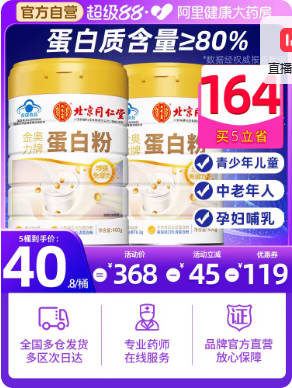 官方自营 超级88 阿里健康大药房
蛋白质含量≥80%
*数据经权威报
直播
北京同仁堂 北京同仁堂
金奥力牌 蛋白粉 金奥力牌 蛋白粉
164
买5立省
青少年儿童
中老年人
孕妇哺乳
5桶到手价:
40.8/桶
活动价 活动立减 优惠券
=¥368 -¥45 -¥119
全国多仓发货 专业药师 品牌官方直营
多区次日达 在线服务 放心保障
证